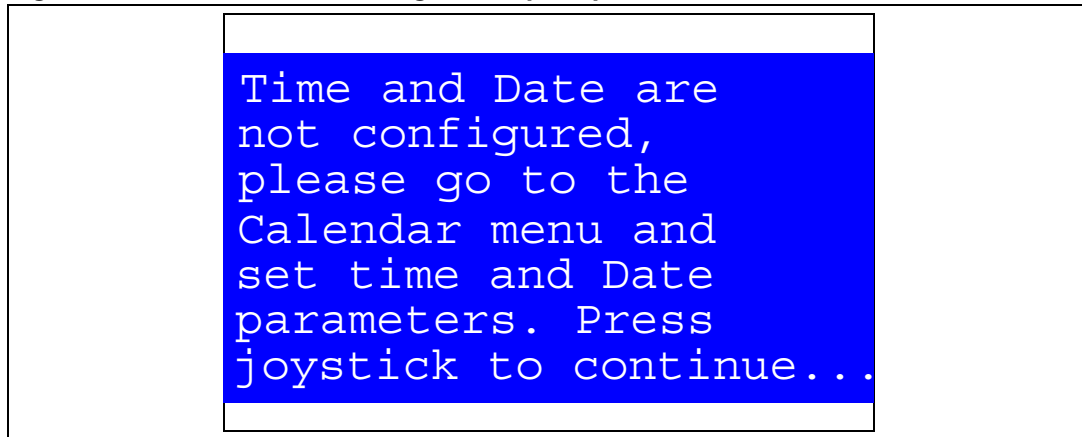 Time and Date are
not configured,
please go to the
Calendar menu and
set time and Date
parameters. Press
joystick to continue...